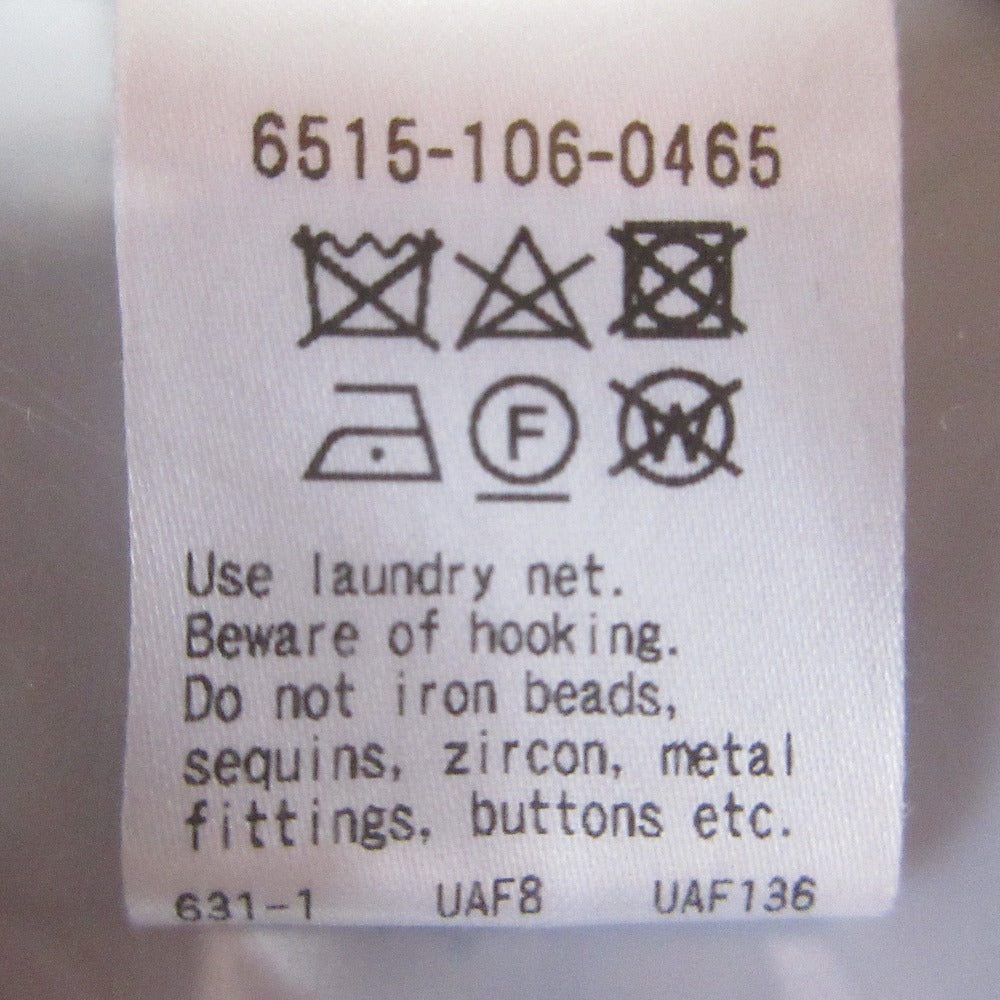 6515-106-0465
F
W
Use laundry net.
Beware of hooking.
Do not iron beads,
sequins, zircon, metal
fittings, buttons etc.
631-1 UAF8 UAF136